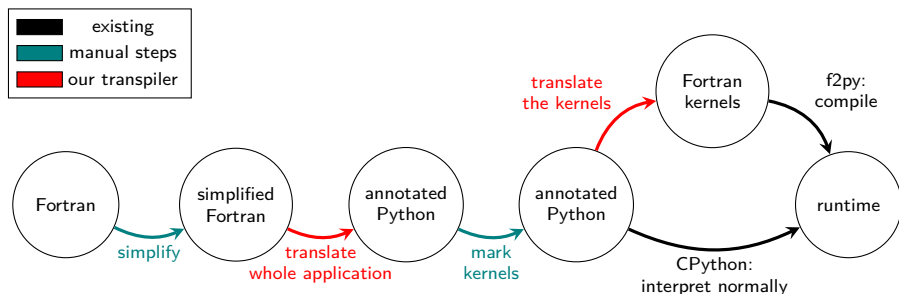 existing
manual steps
our transpiler
Fortran
simplify
simplified
Fortran
translate
whole application
annotated
Python
mark
kernels
annotated
Python
translate
the kernels
Fortran
kernels
f2py:
compile
CPython:
interpret normally
runtime